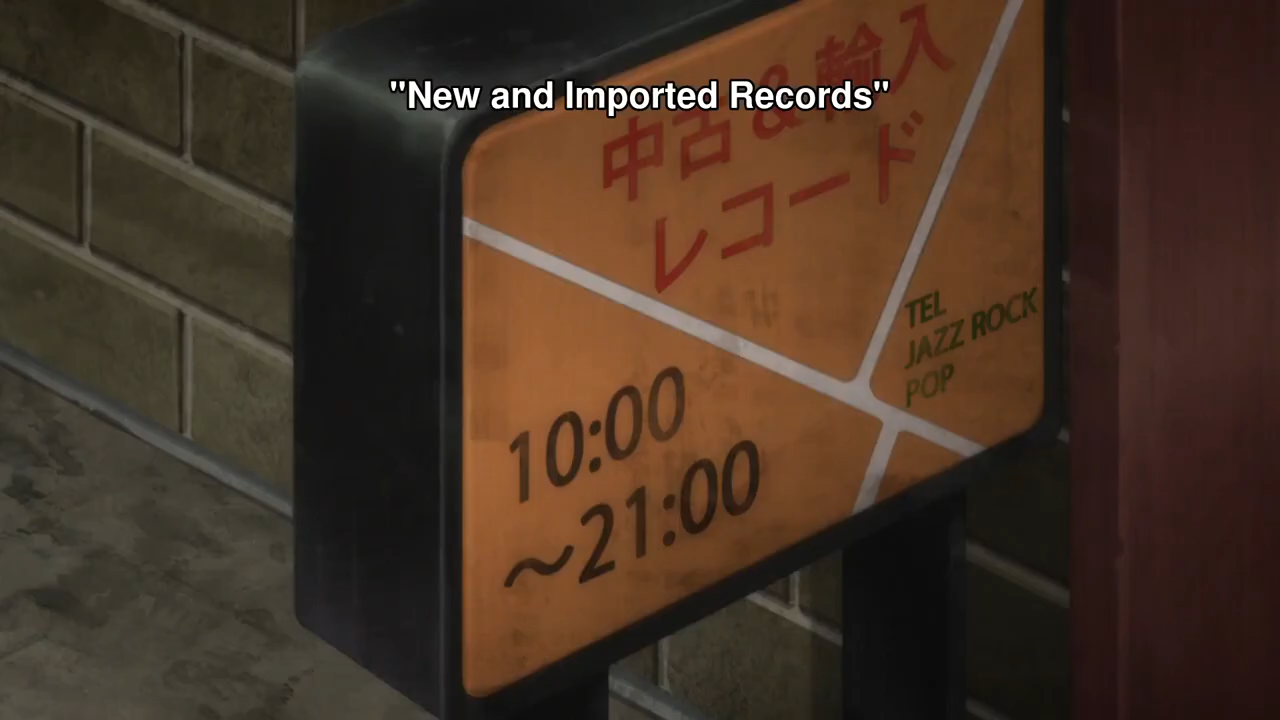 "New and Imported Records"
中古&輸入
レコード
TEL
JAZZ ROCK
POP
10:00
～21:00